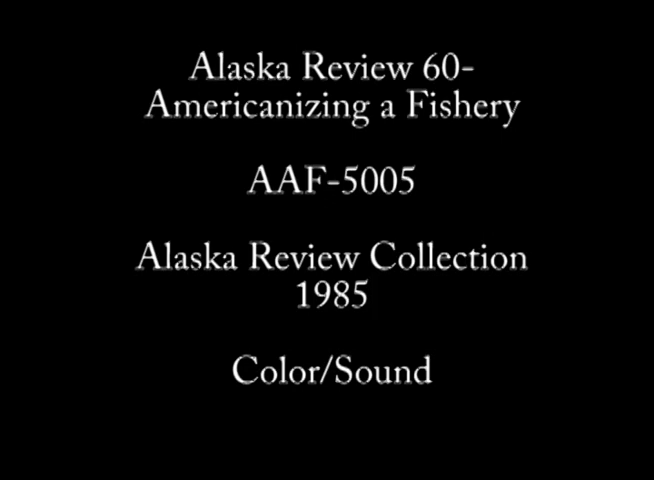 Alaska Review 60-
Americanizing a Fishery
AAF-5005
Alaska Review Collection
1985
Color/Sound